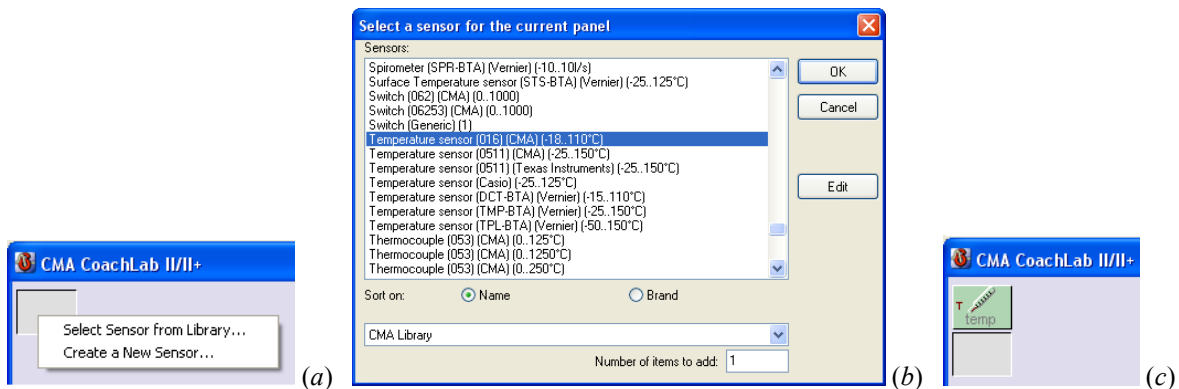 CMA CoachLab II/II+
Select Sensor from Library...
Create a New Sensor...
(a)
Select a sensor for the current panel
Sensors:
Spirometer (SPR-BTA) (Vernier) (-10..10l/s)
Surface Temperature sensor (STS-BTA) (Vernier) (-25..125°C)
Switch (062) (CMA) (0..1000)
Switch (06253) (CMA) (0..1000)
Switch (Generic) (1)
Temperature sensor (016) (CMA) (-18..110°C)
Temperature sensor (0511) (CMA) (-25..150°C)
Temperature sensor (0511) (Texas Instruments) (-25..150°C)
Temperature sensor (Casio) (-25..125°C)
Temperature sensor (DCT-BTA) (Vernier) (-15..110°C)
Temperature sensor (TMP-BTA) (Vernier) (-25..150°C)
Temperature sensor (TPL-BTA) (Vernier) (-50..150°C)
Thermocouple (053) (CMA) (0..125°C)
Thermocouple (053) (CMA) (0..1250°C)
Thermocouple (053) (CMA) (0..250°C)
OK
Cancel
Edit
Sort on: Name Brand
CMA Library
Number of items to add: 1
(b)
CMA CoachLab II/II+
T
temp
(c)